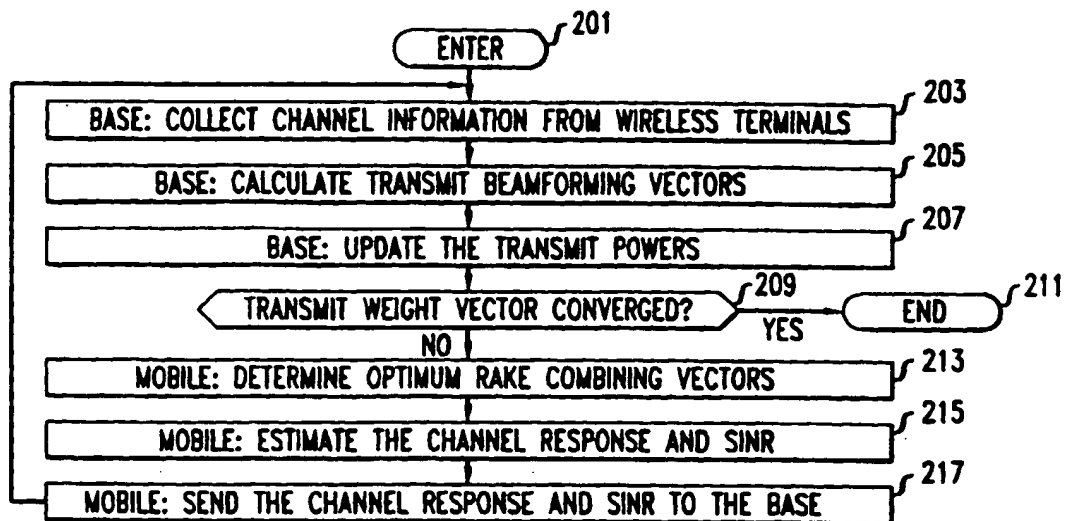 201
ENTER
203
BASE: COLLECT CHANNEL INFORMATION FROM WIRELESS TERMINALS
205
BASE: CALCULATE TRANSMIT BEAMFORMING VECTORS
207
BASE: UPDATE THE TRANSMIT POWERS
209
TRANSMIT WEIGHT VECTOR CONVERGED?
YES
211
END
NO
213
MOBILE: DETERMINE OPTIMUM RAKE COMBINING VECTORS
215
MOBILE: ESTIMATE THE CHANNEL RESPONSE AND SINR
217
MOBILE: SEND THE CHANNEL RESPONSE AND SINR TO THE BASE